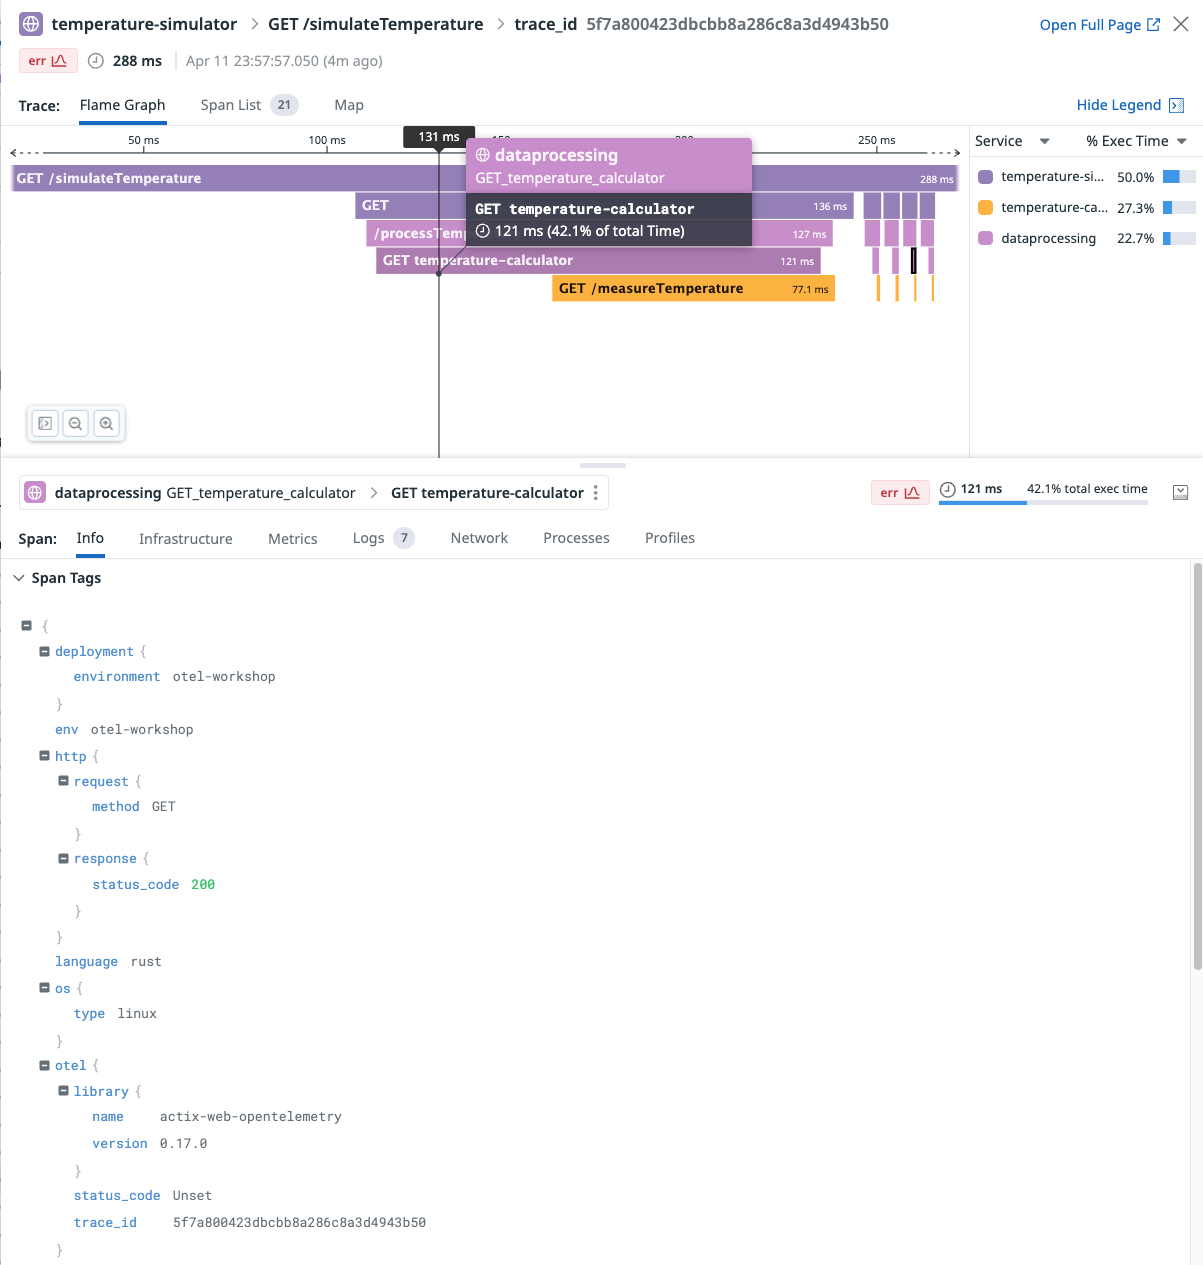 temperature-simulator > GET /simulateTemperature > trace_id 5f7a800423dbcbb8a286c8a3d4943b50 Open Full Page
err 288 ms Apr 11 23:57:57.050 (4m ago)
Trace: Flame Graph Span List 21 Map Hide Legend
50 ms 100 ms 131 ms 250 ms
Service % Exec Time
dataprocessing
GET_temperature_calculator
GET temperature-calculator
121 ms (42.1% of total Time)
GET /simulateTemperature 288 ms
GET 136 ms
/processTemp 127 ms
GET temperature-calculator 121 ms
GET /measureTemperature 77.1 ms
temperature-si... 50.0%
temperature-ca... 27.3%
dataprocessing 22.7%
dataprocessing GET_temperature_calculator > GET temperature-calculator err 121 ms 42.1% total exec time
Span: Info Infrastructure Metrics Logs 7 Network Processes Profiles
Span Tags
{
deployment {
environment otel-workshop
}
env otel-workshop
http {
request {
method GET
}
response {
status_code 200
}
}
language rust
os {
type linux
}
otel {
library {
name actix-web-opentelemetry
version 0.17.0
}
status_code Unset
trace_id 5f7a800423dbcbb8a286c8a3d4943b50
}